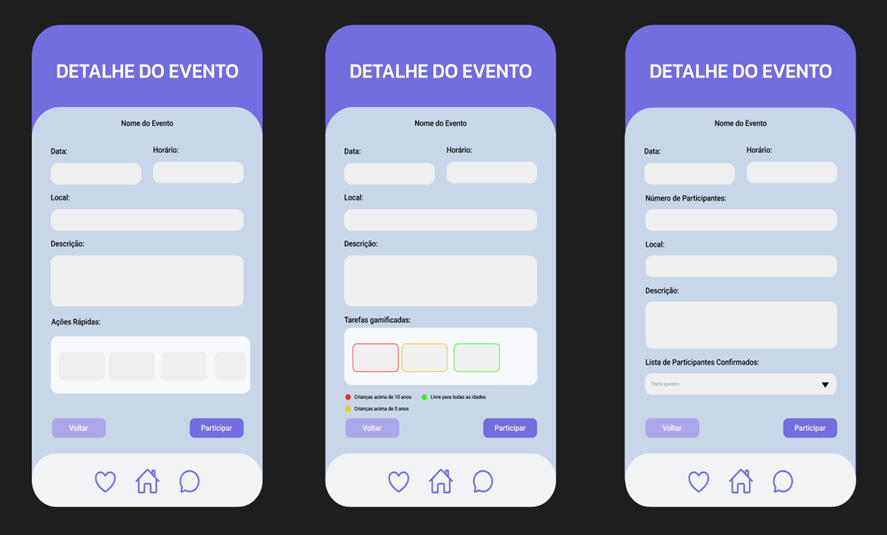 DETALHE DO EVENTO
Nome do Evento
Data:
Horário:
Local:
Descrição:
Ações Rápidas:
Voltar
Participar
DETALHE DO EVENTO
Nome do Evento
Data:
Horário:
Local:
Descrição:
Tarefas gamificadas:
Crianças acima de 10 anos
Livre para todas as idades
Crianças acima de 5 anos
Voltar
Participar
DETALHE DO EVENTO
Nome do Evento
Data:
Horário:
Número de Participantes:
Local:
Descrição:
Lista de Participantes Confirmados:
Participantes
Voltar
Participar